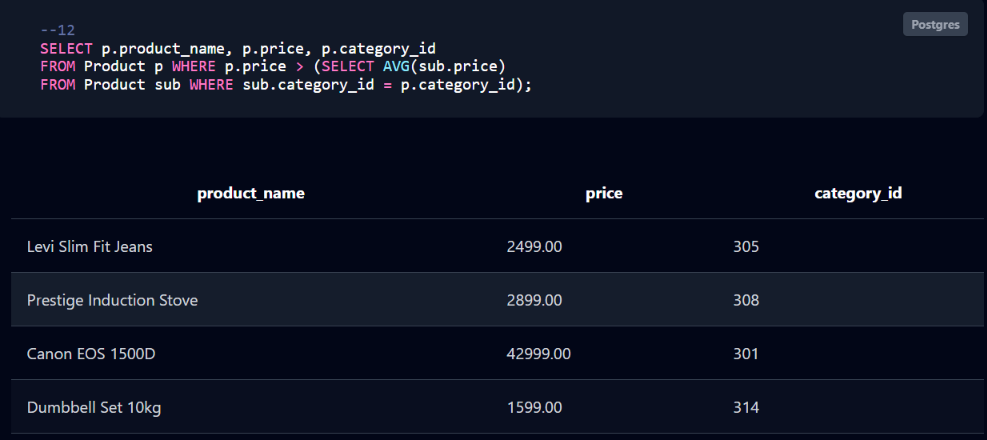 Postgres
--12
SELECT p.product_name, p.price, p.category_id
FROM Product p WHERE p.price > (SELECT AVG(sub.price)
FROM Product sub WHERE sub.category_id = p.category_id);
product_name price category_id
Levi Slim Fit Jeans 2499.00 305
Prestige Induction Stove 2899.00 308
Canon EOS 1500D 42999.00 301
Dumbbell Set 10kg 1599.00 314